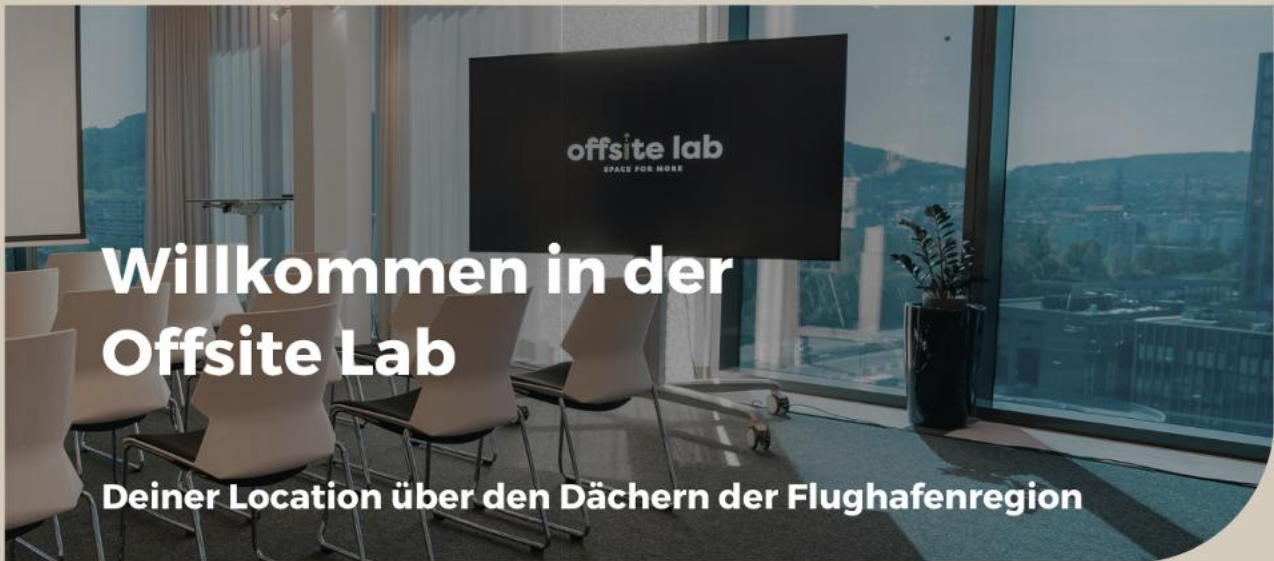 offsite lab
SPACE FOR MORE
Willkommen in der
Offsite Lab
Deiner Location über den Dächern der Flughafenregion